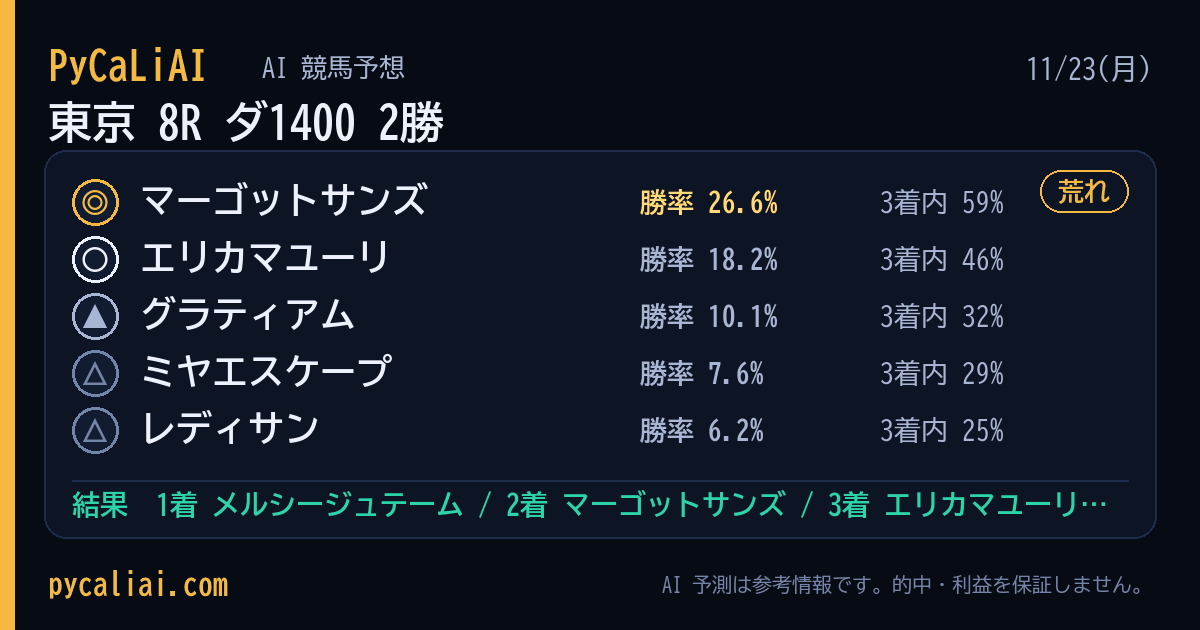 PyCaLiAI AI 競馬予想 11/23(月)
東京 8R ダ1400 2勝
荒れ
◎ マーゴットサンズ 勝率 26.6% 3着内 59%
○ エリカマユーリ 勝率 18.2% 3着内 46%
▲ グラティアム 勝率 10.1% 3着内 32%
△ ミヤエスケープ 勝率 7.6% 3着内 29%
△ レディサン 勝率 6.2% 3着内 25%
結果 1着 メルシージュテーム / 2着 マーゴットサンズ / 3着 エリカマユーリ…
pycaliai.com AI 予測は参考情報です。的中・利益を保証しません。